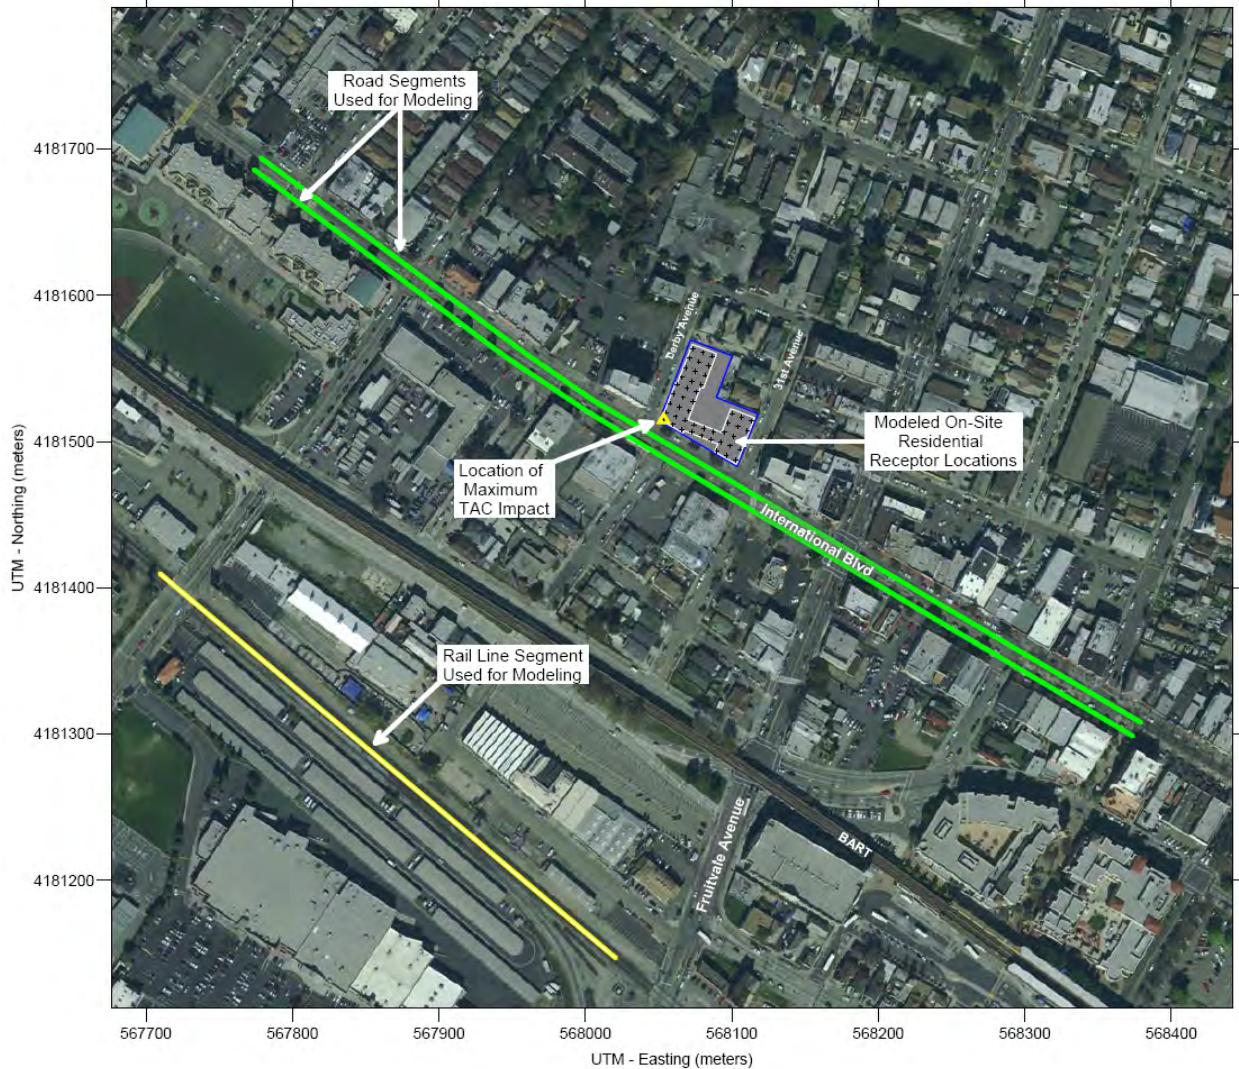 Road Segments
Used for Modeling
4181700
4181600
Derby Avenue
31st Avenue
4181500
Modeled On-Site
Residential
Receptor Locations
Location of
Maximum
TAC Impact
International Blvd
UTM - Northing (meters)
4181400
Rail Line Segment
Used for Modeling
4181300
Fruitvale Avenue
BART
4181200
567700
567800
567900
568000
568100
568200
568300
568400
UTM - Easting (meters)